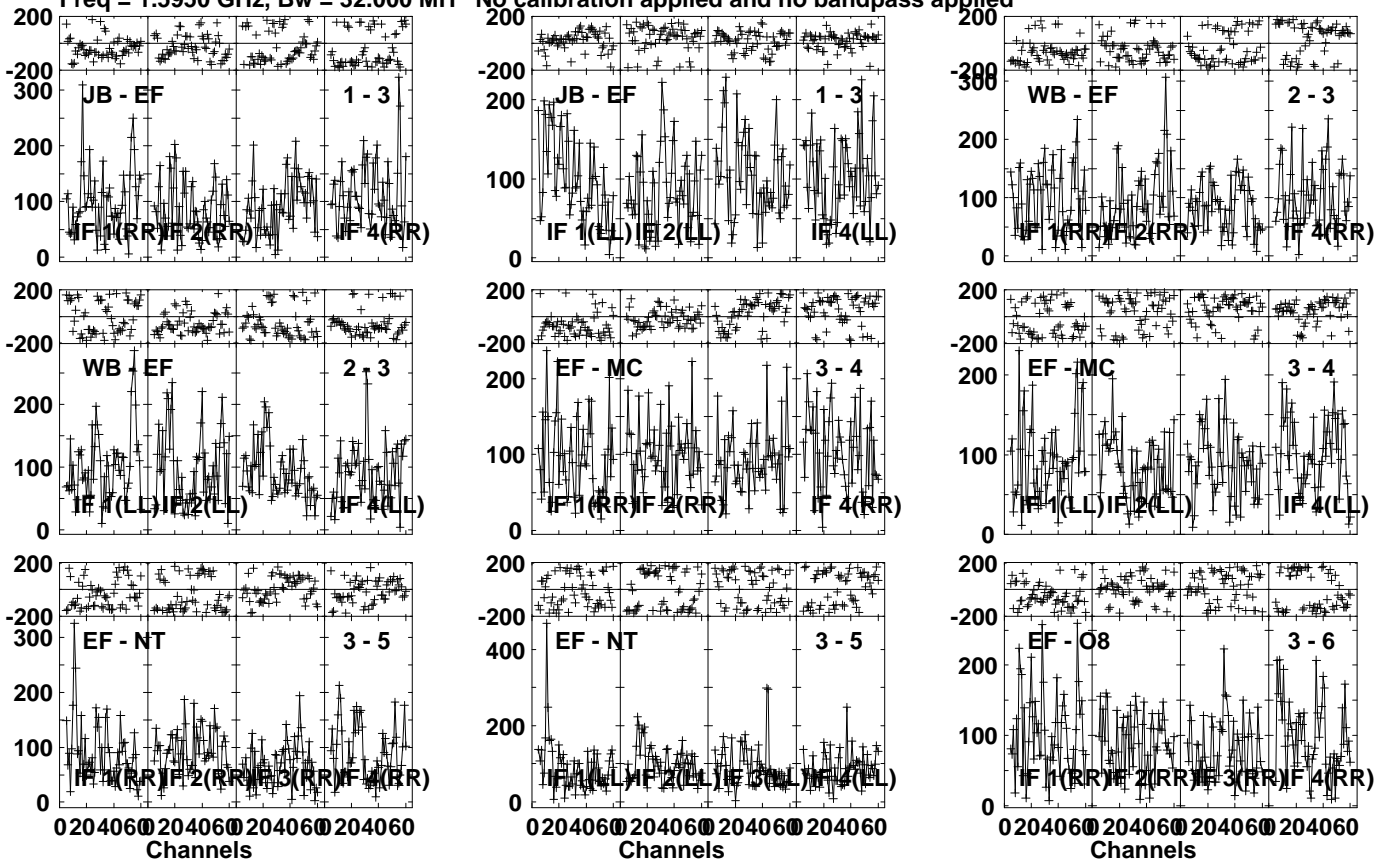 Freq = 1.5950 GHz, Bw = 32.000 MH No calibration applied and no bandpass applied
200
-200
300
200
100
0
JB - EF
1 - 3
IF 1(RR)
IF 2(RR)
IF 4(RR)
200
-200
200
100
0
JB - EF
1 - 3
IF 1(LL)
IF 2(LL)
IF 4(LL)
200
-200
300
200
100
0
WB - EF
2 - 3
IF 1(RR)
IF 2(RR)
IF 4(RR)
200
-200
200
100
0
WB - EF
2 - 3
IF 1(LL)
IF 2(LL)
IF 4(LL)
200
-200
200
100
0
EF - MC
3 - 4
IF 1(RR)
IF 2(RR)
IF 4(RR)
200
-200
200
100
0
EF - MC
3 - 4
IF 1(LL)
IF 2(LL)
IF 4(LL)
200
-200
300
200
100
0
EF - NT
3 - 5
IF 1(RR)
IF 2(RR)
IF 3(RR)
IF 4(RR)
0 20 40 60 0 20 40 60 0 20 40 60 0 20 40 60
Channels
200
-200
400
200
0
EF - NT
3 - 5
IF 1(LL)
IF 2(LL)
IF 3(LL)
IF 4(LL)
0 20 40 60 0 20 40 60 0 20 40 60 0 20 40 60
Channels
200
-200
200
100
0
EF - O8
3 - 6
IF 1(RR)
IF 2(RR)
IF 3(RR)
IF 4(RR)
0 20 40 60 0 20 40 60 0 20 40 60 0 20 40 60
Channels